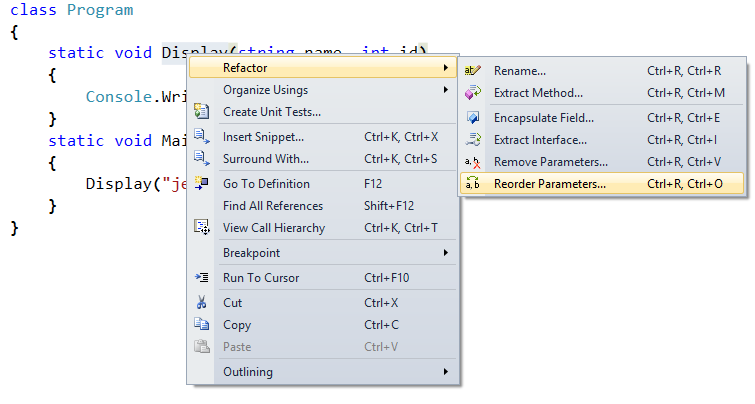 class Program
{
static void Display(string name, int id)
Refactor
Rename... Ctrl+R, Ctrl+R
{
Organize Usings
Extract Method... Ctrl+R, Ctrl+M
Console.Wri
Create Unit Tests...
Encapsulate Field... Ctrl+R, Ctrl+E
}
Insert Snippet... Ctrl+K, Ctrl+X
Extract Interface... Ctrl+R, Ctrl+I
static void Mai
Surround With... Ctrl+K, Ctrl+S
Remove Parameters... Ctrl+R, Ctrl+V
{
Display("je
Go To Definition F12
Reorder Parameters... Ctrl+R, Ctrl+O
}
Find All References Shift+F12
}
View Call Hierarchy Ctrl+K, Ctrl+T
Breakpoint
Run To Cursor Ctrl+F10
Cut Ctrl+X
Copy Ctrl+C
Paste Ctrl+V
Outlining